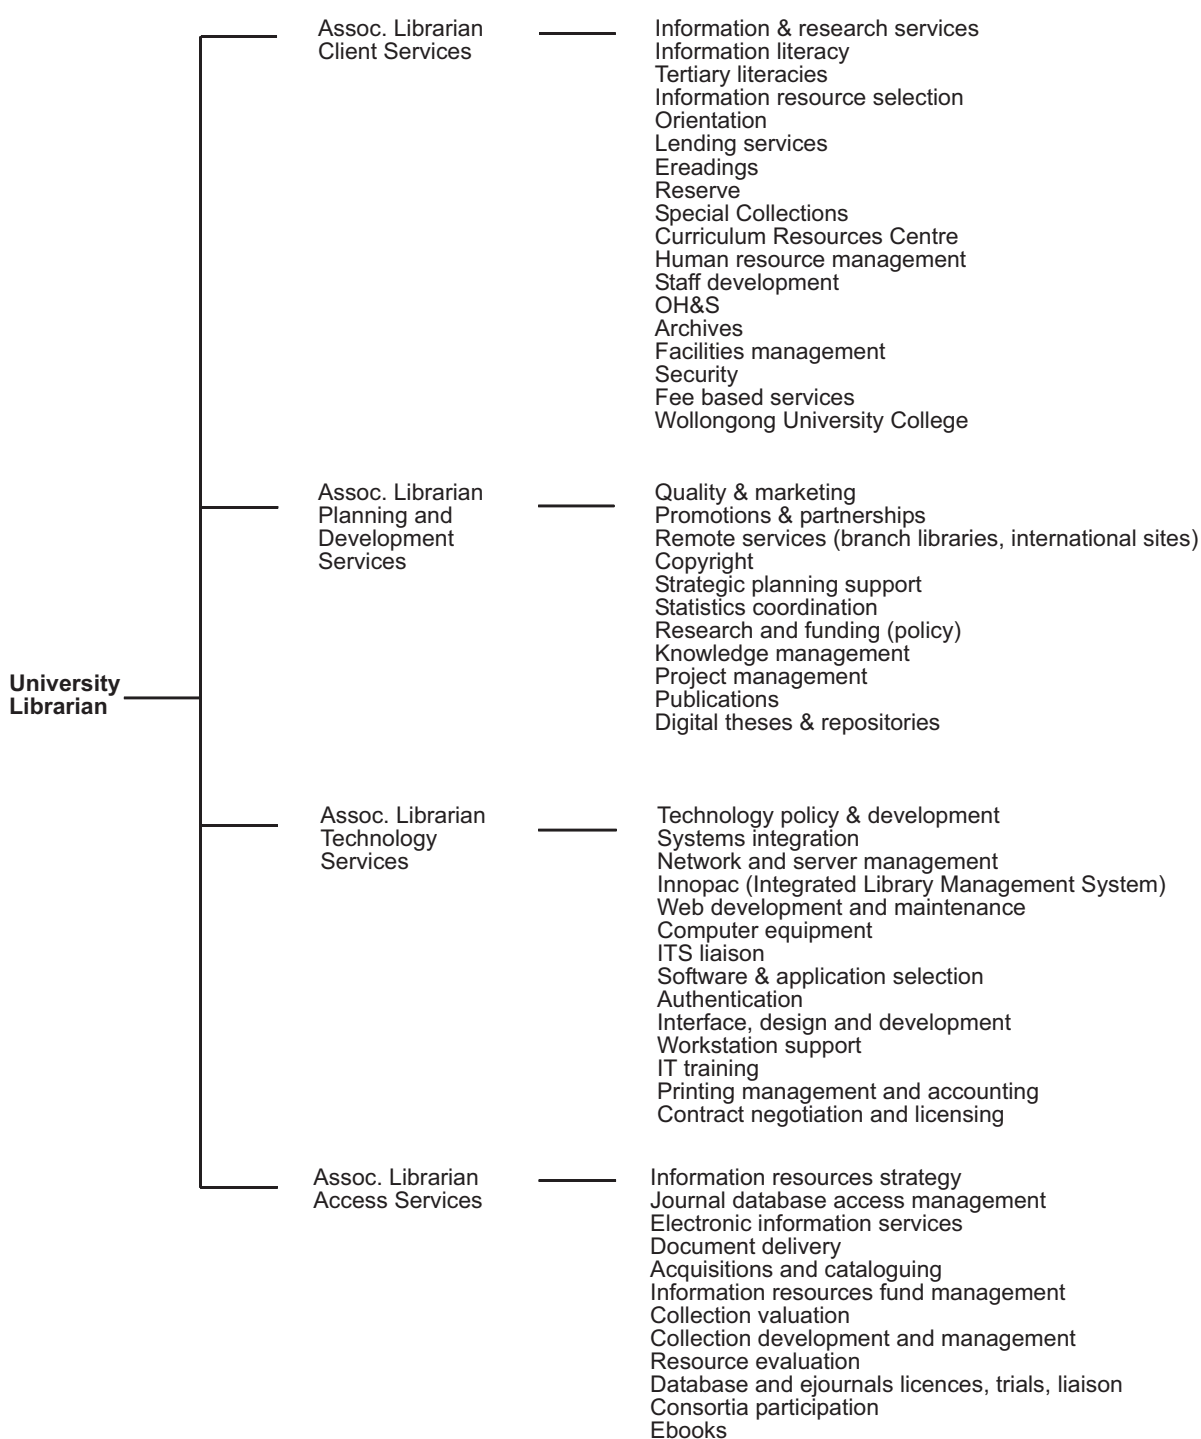 Assoc. Librarian
Client Services
Information & research services
Information literacy
Tertiary literacies
Information resource selection
Orientation
Lending services
Ereadings
Reserve
Special Collections
Curriculum Resources Centre
Human resource management
Staff development
OH&S
Archives
Facilities management
Security
Fee based services
Wollongong University College
Assoc. Librarian
Planning and
Development
Services
Quality & marketing
Promotions & partnerships
Remote services (branch libraries, international sites)
Copyright
Strategic planning support
Statistics coordination
Research and funding (policy)
Knowledge management
Project management
Publications
Digital theses & repositories
University
Librarian
Assoc. Librarian
Technology
Services
Technology policy & development
Systems integration
Network and server management
Innopac (Integrated Library Management System)
Web development and maintenance
Computer equipment
ITS liaison
Software & application selection
Authentication
Interface, design and development
Workstation support
IT training
Printing management and accounting
Contract negotiation and licensing
Assoc. Librarian
Access Services
Information resources strategy
Journal database access management
Electronic information services
Document delivery
Acquisitions and cataloguing
Information resources fund management
Collection valuation
Collection development and management
Resource evaluation
Database and ejournals licences, trials, liaison
Consortia participation
Ebooks